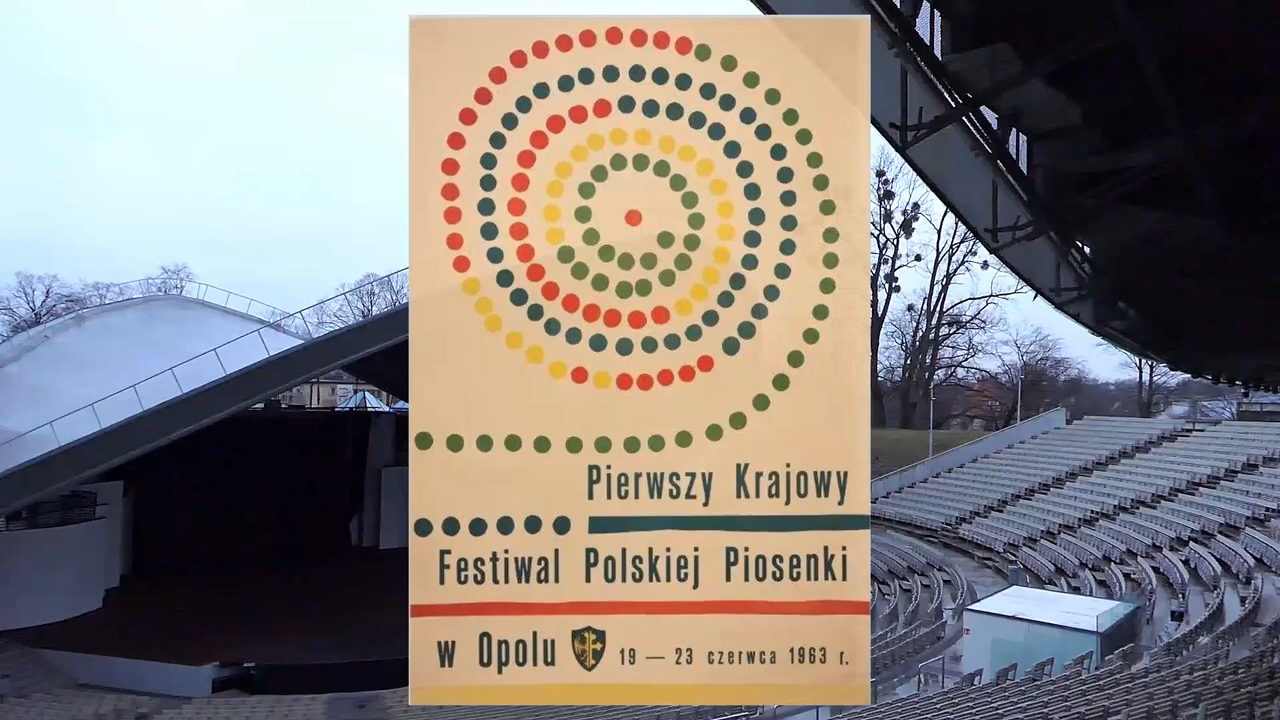 Pierwszy Krajowy
Festiwal Polskiej Piosenki
w Opolu 19 — 23 czerwca 1963 r.